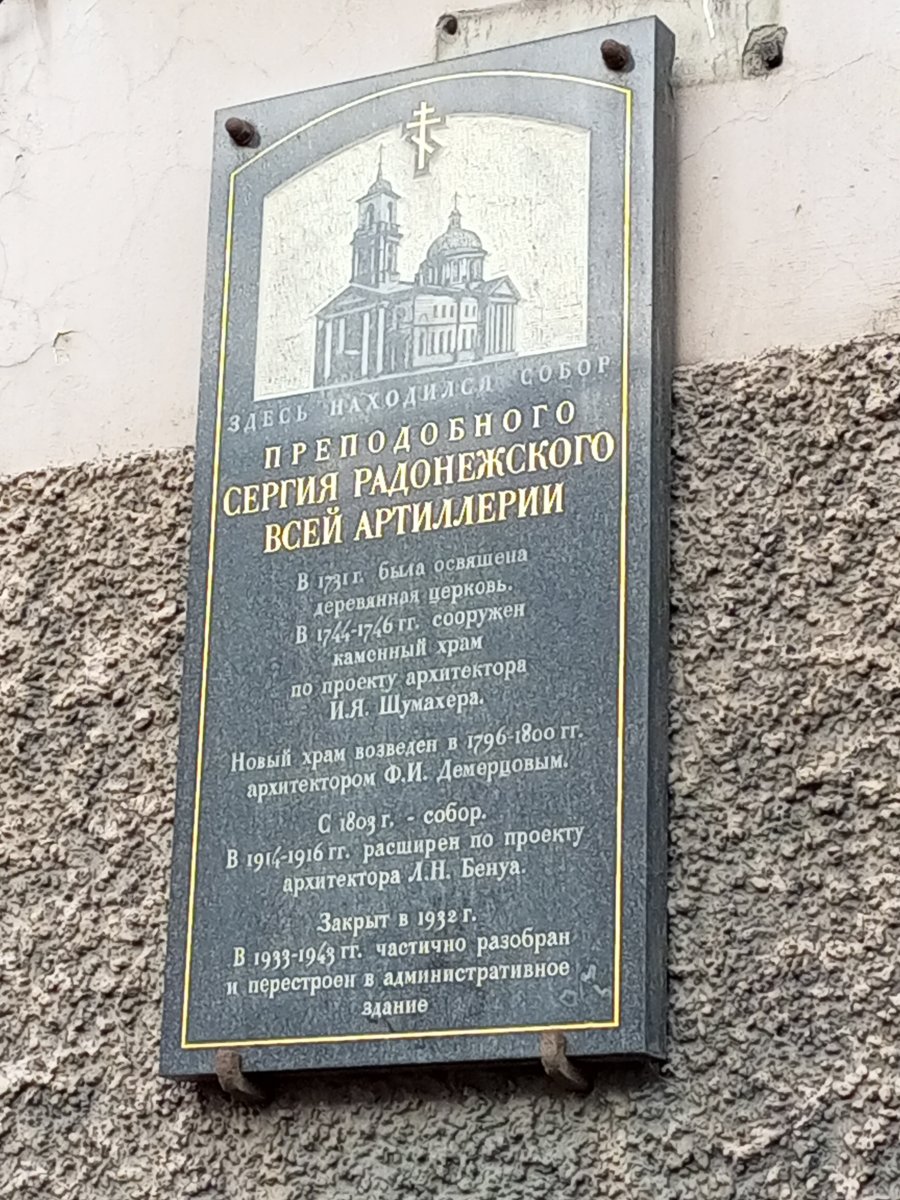 ЗДЕСЬ НАХОДИЛСЯ СОБОР
ПРЕПОДОБНОГО
СЕРГИЯ РАДОНЕЖСКОГО
ВСЕЙ АРТИЛЛЕРИИ
В 1731 г. была освящена
деревянная церковь.
В 1744-1746 гг. сооружен
каменный храм
по проекту архитектора
И.Я. Шумахера.
Новый храм возведен в 1796-1800 гг.
архитектором Ф.И. Демерцовым.
С 1803 г. - собор.
В 1914-1916 гг. расширен по проекту
архитектора Л.Н. Бенуа.
Закрыт в 1932 г.
В 1933-1943 гг. частично разобран
и перестроен в административное
здание